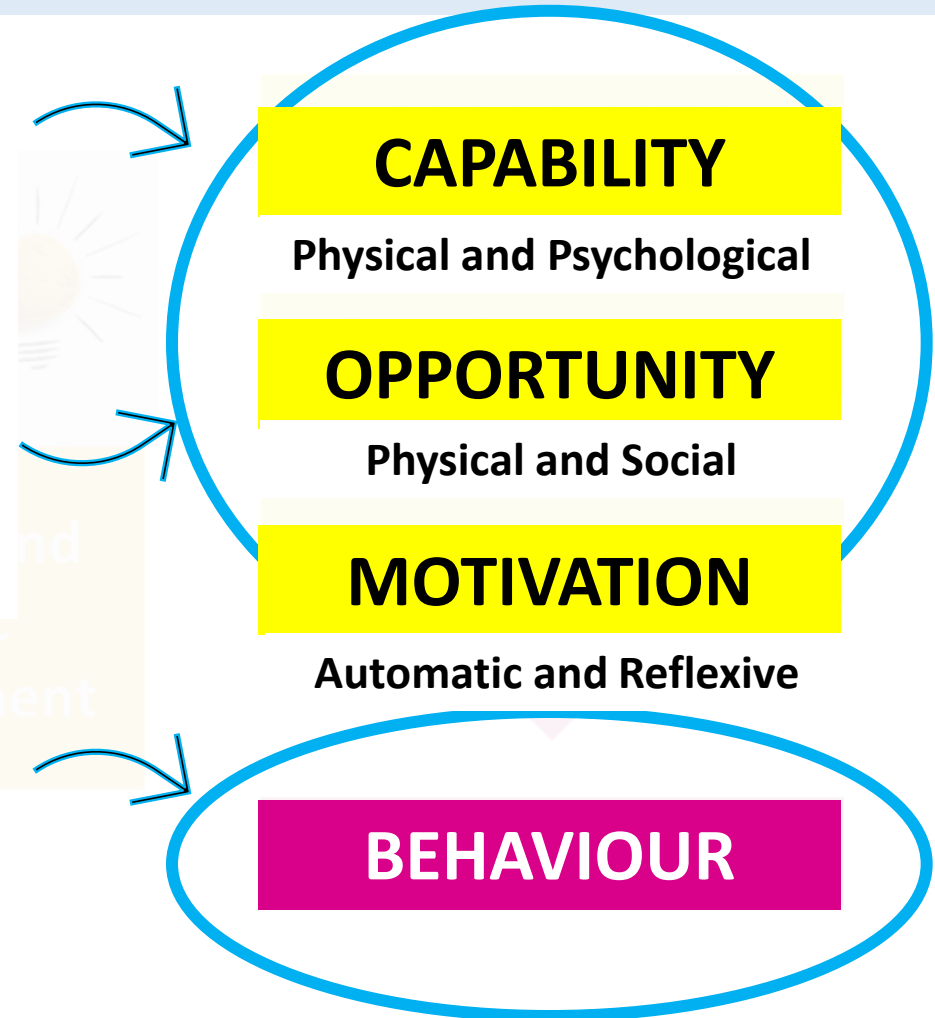 CAPABILITY
Physical and Psychological
OPPORTUNITY
Physical and Social
MOTIVATION
Automatic and Reflexive
BEHAVIOUR